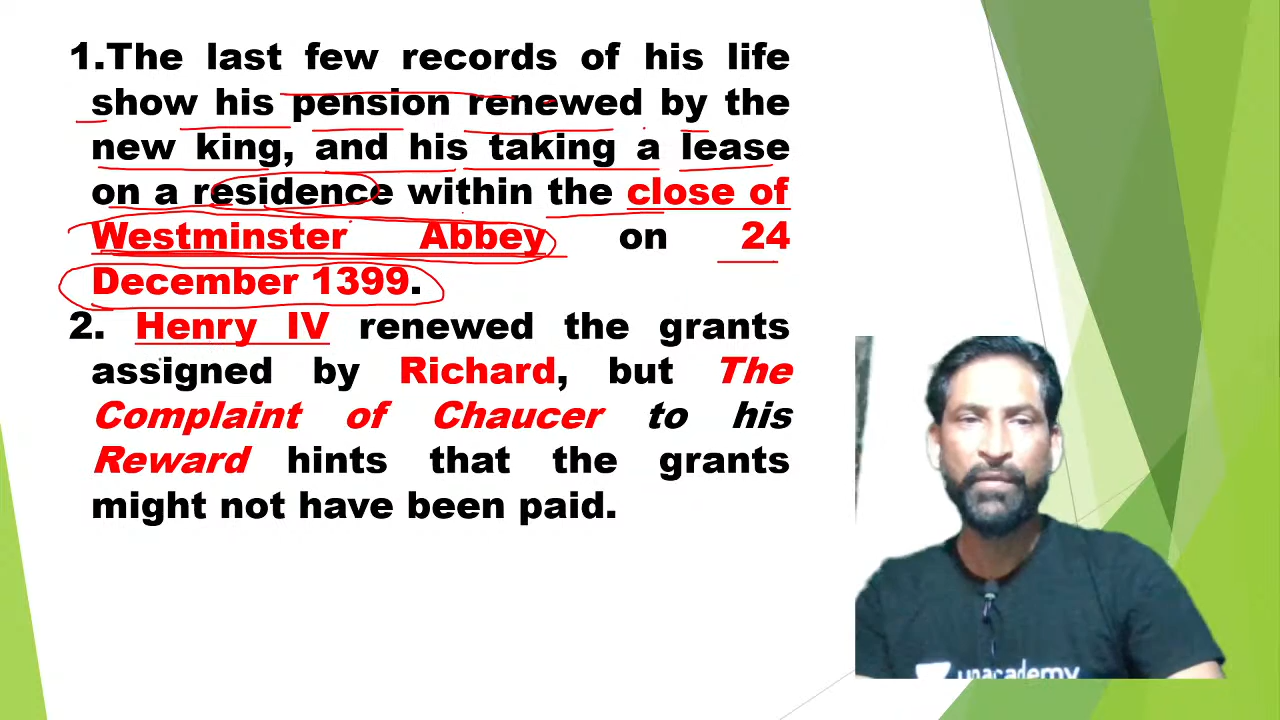 1.The last few records of his life
show his pension renewed by the
new king, and his taking a lease
on a residence within the close of
Westminster Abbey on 24
December 1399.
2. Henry IV renewed the grants
assigned by Richard, but The
Complaint of Chaucer to his
Reward hints that the grants
might not have been paid.
unacademy